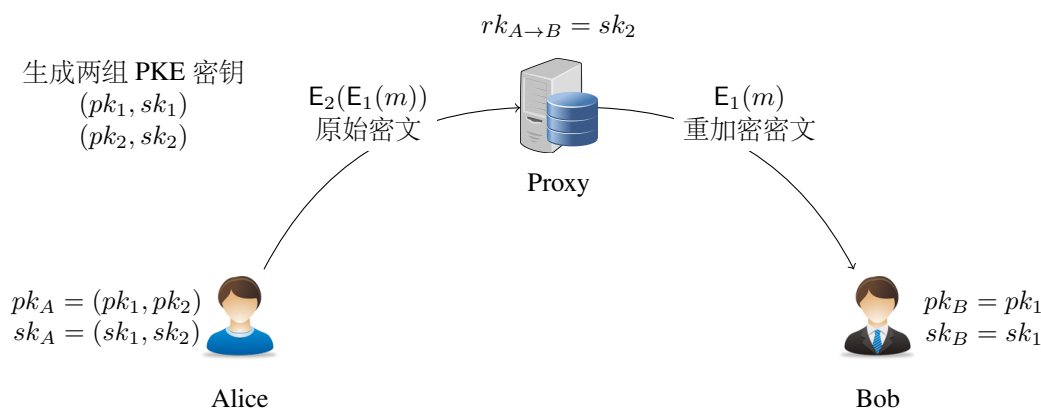 rk_{A→B} = sk_2
生成两组 PKE 密钥
(pk_1, sk_1)
(pk_2, sk_2)
E_2(E_1(m))
原始密文
E_1(m)
重加密密文
Proxy
pk_A = (pk_1, pk_2)
sk_A = (sk_1, sk_2)
pk_B = pk_1
sk_B = sk_1
Alice
Bob